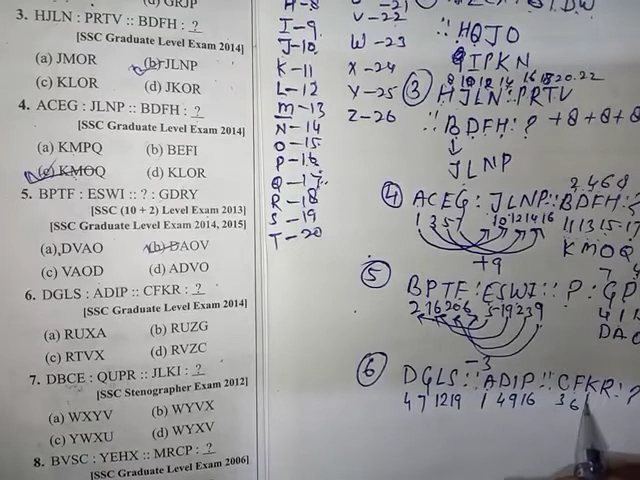 (d) GRJP
3. HJLN : PRTV :: BDFH : ?
[SSC Graduate Level Exam 2014]
(a) JMOR (b) JLNP
(c) KLOR (d) JKOR
4. ACEG : JLNP :: BDFH : ?
[SSC Graduate Level Exam 2014]
(a) KMPQ (b) BEFI
(c) KMOQ (d) KLOR
5. BPTF : ESWI :: ? : GDRY
[SSC (10 + 2) Level Exam 2013]
[SSC Graduate Level Exam 2014, 2015]
(a) DVAO (b) DAOV
(c) VAOD (d) ADVO
6. DGLS : ADIP :: CFKR : ?
[SSC Graduate Level Exam 2014]
(a) RUXA (b) RUZG
(c) RTVX (d) RVZC
7. DBCE : QUPR :: JLKI : ?
[SSC Stenographer Exam 2012]
(a) WXYV (b) WYVX
(c) YWXU (d) WYXV
8. BVSC : YEHX :: MRCP : ?
[SSC Graduate Level Exam 2006]
H-8
I-9
J-10
K-11
L-12
M-13
N-14
O-15
P-16
Q-17
R-18
S-19
T-20
V-22
W-23
X-24
Y-25
Z-26
:: HQJO
IPKN
8 10 12 14 16 18 20 22
③ HJLN : PRTV
:: BDFH : ? +8+8+8
↓
JLNP
2 4 6 8
④ ACEG : JLNP :: BDFH : ?
1 3 5 7 10 12 14 16 11 13 15 17
+9 KMOQ
⑤ BPTF : ESWI :: ? : GD
2 16 20 6 5 19 23 9
DAO
-3
⑥ DGLS :: ADIP :: CFKR : ?
4 7 12 19 1 4 9 16 3 6